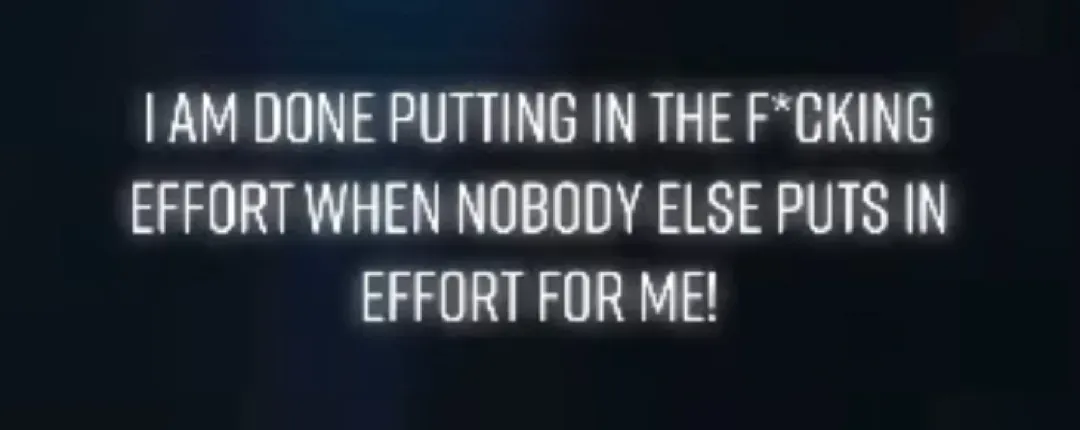 I AM DONE PUTTING IN THE F*CKING
EFFORT WHEN NOBODY ELSE PUTS IN
EFFORT FOR ME!